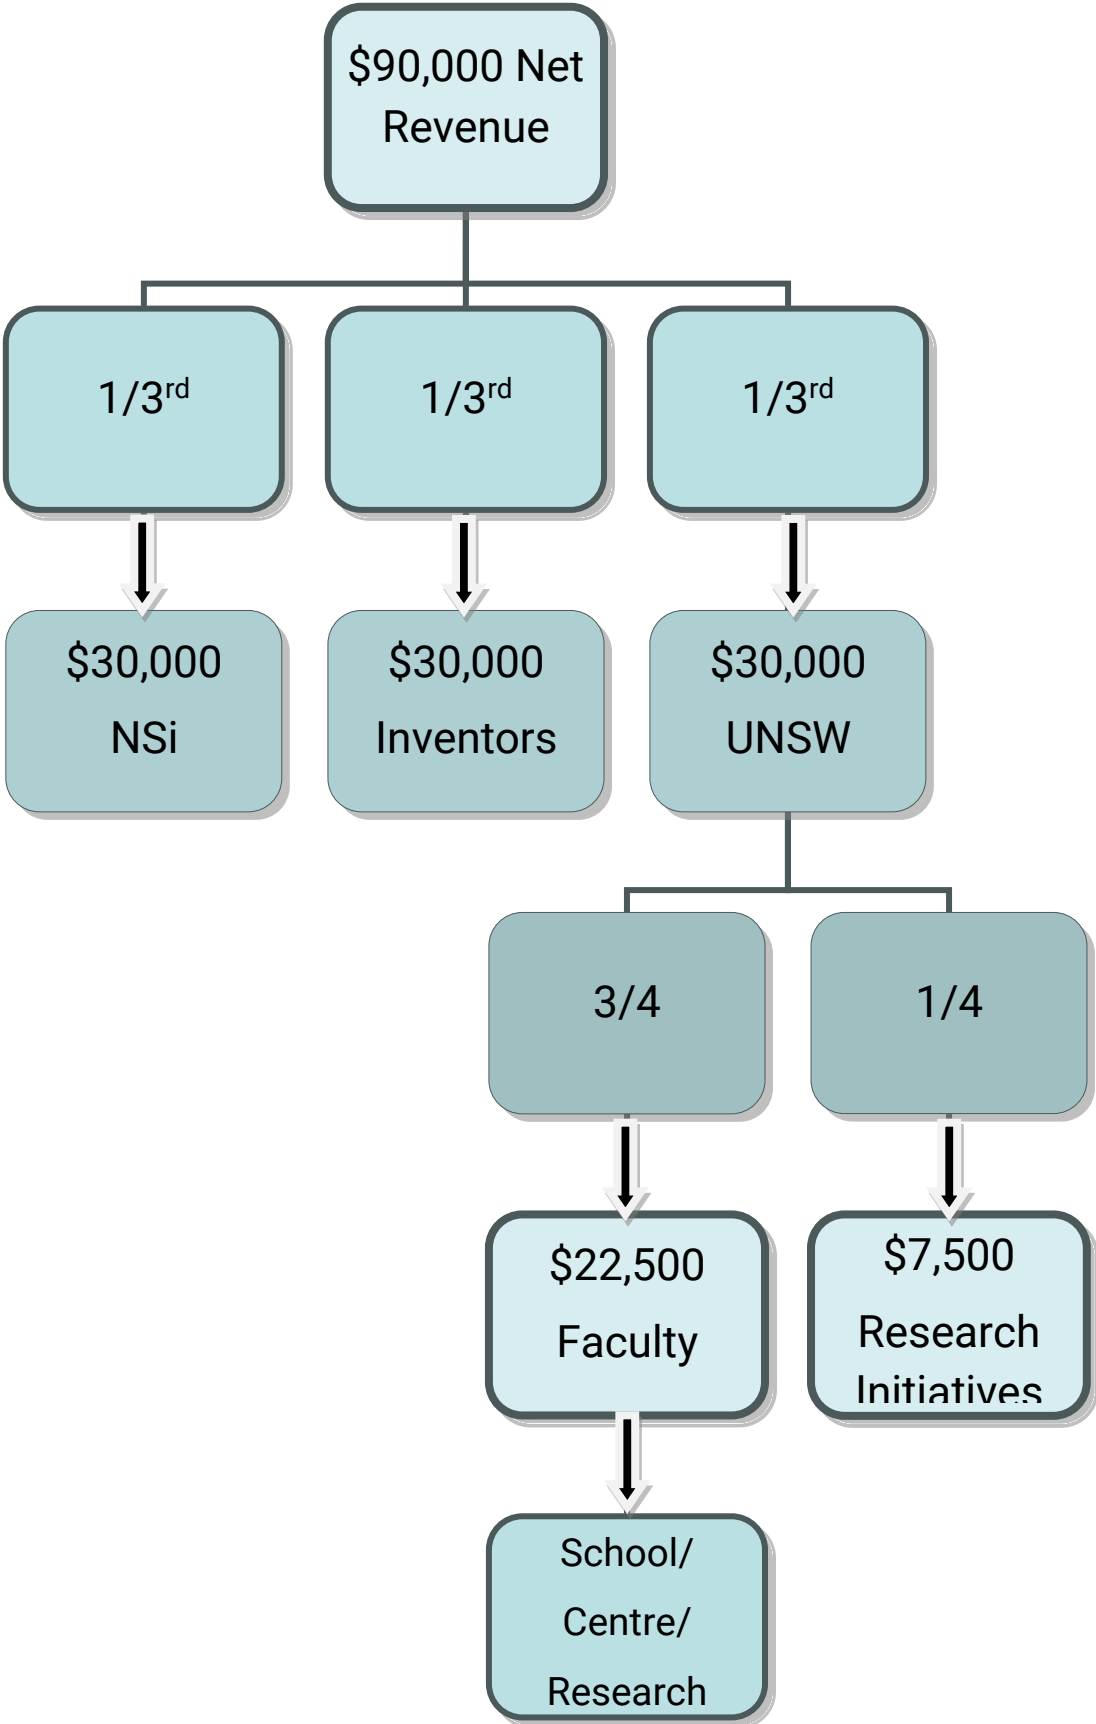 $90,000 Net
Revenue
1/3rd
1/3rd
1/3rd
$30,000
NSi
$30,000
Inventors
$30,000
UNSW
3/4
1/4
$22,500
Faculty
$7,500
Research
Initiatives
School/
Centre/
Research